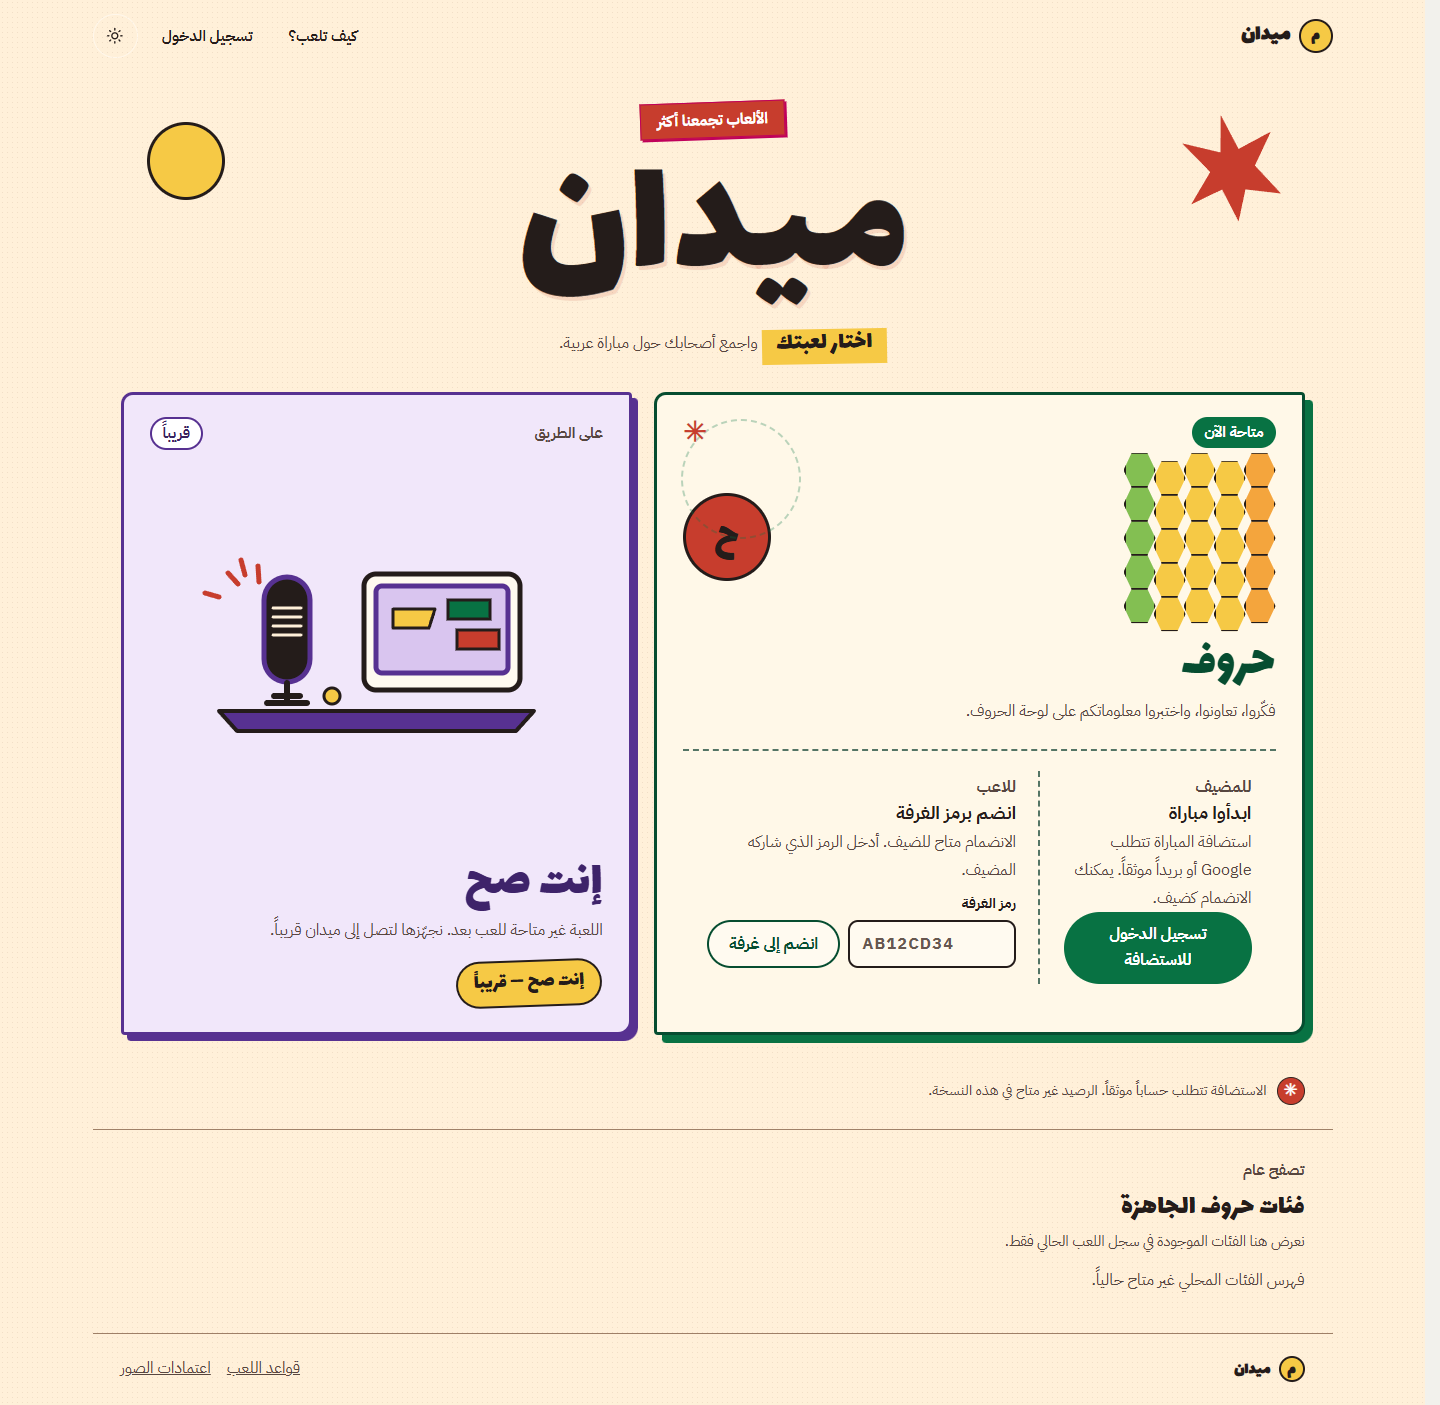 م ميدان
كيف تلعب؟
تسجيل الدخول
الألعاب تجمعنا أكثر
ميدان
اختار لعبتك واجمع أصحابك حول مباراة عربية.
متاحة الآن
ح
حروف
فكّروا، تعاونوا، واختبروا معلوماتكم على لوحة الحروف.
للمضيف
ابدأوا مباراة
استضافة المباراة تتطلب
Google أو بريداً موثقاً. يمكنك
الانضمام كضيف.
تسجيل الدخول
للاستضافة
للاعب
انضم برمز الغرفة
الانضمام متاح للضيف. أدخل الرمز الذي شاركه
المضيف.
رمز الغرفة
AB12CD34
انضم إلى غرفة
على الطريق
قريباً
إنت صح
اللعبة غير متاحة للعب بعد. نجهّزها لتصل إلى ميدان قريباً.
إنت صح — قريباً
الاستضافة تتطلب حساباً موثقاً. الرصيد غير متاح في هذه النسخة.
تصفح عام
فئات حروف الجاهزة
نعرض هنا الفئات الموجودة في سجل اللعب الحالي فقط.
فهرس الفئات المحلي غير متاح حالياً.
م ميدان
قواعد اللعب
اعتمادات الصور